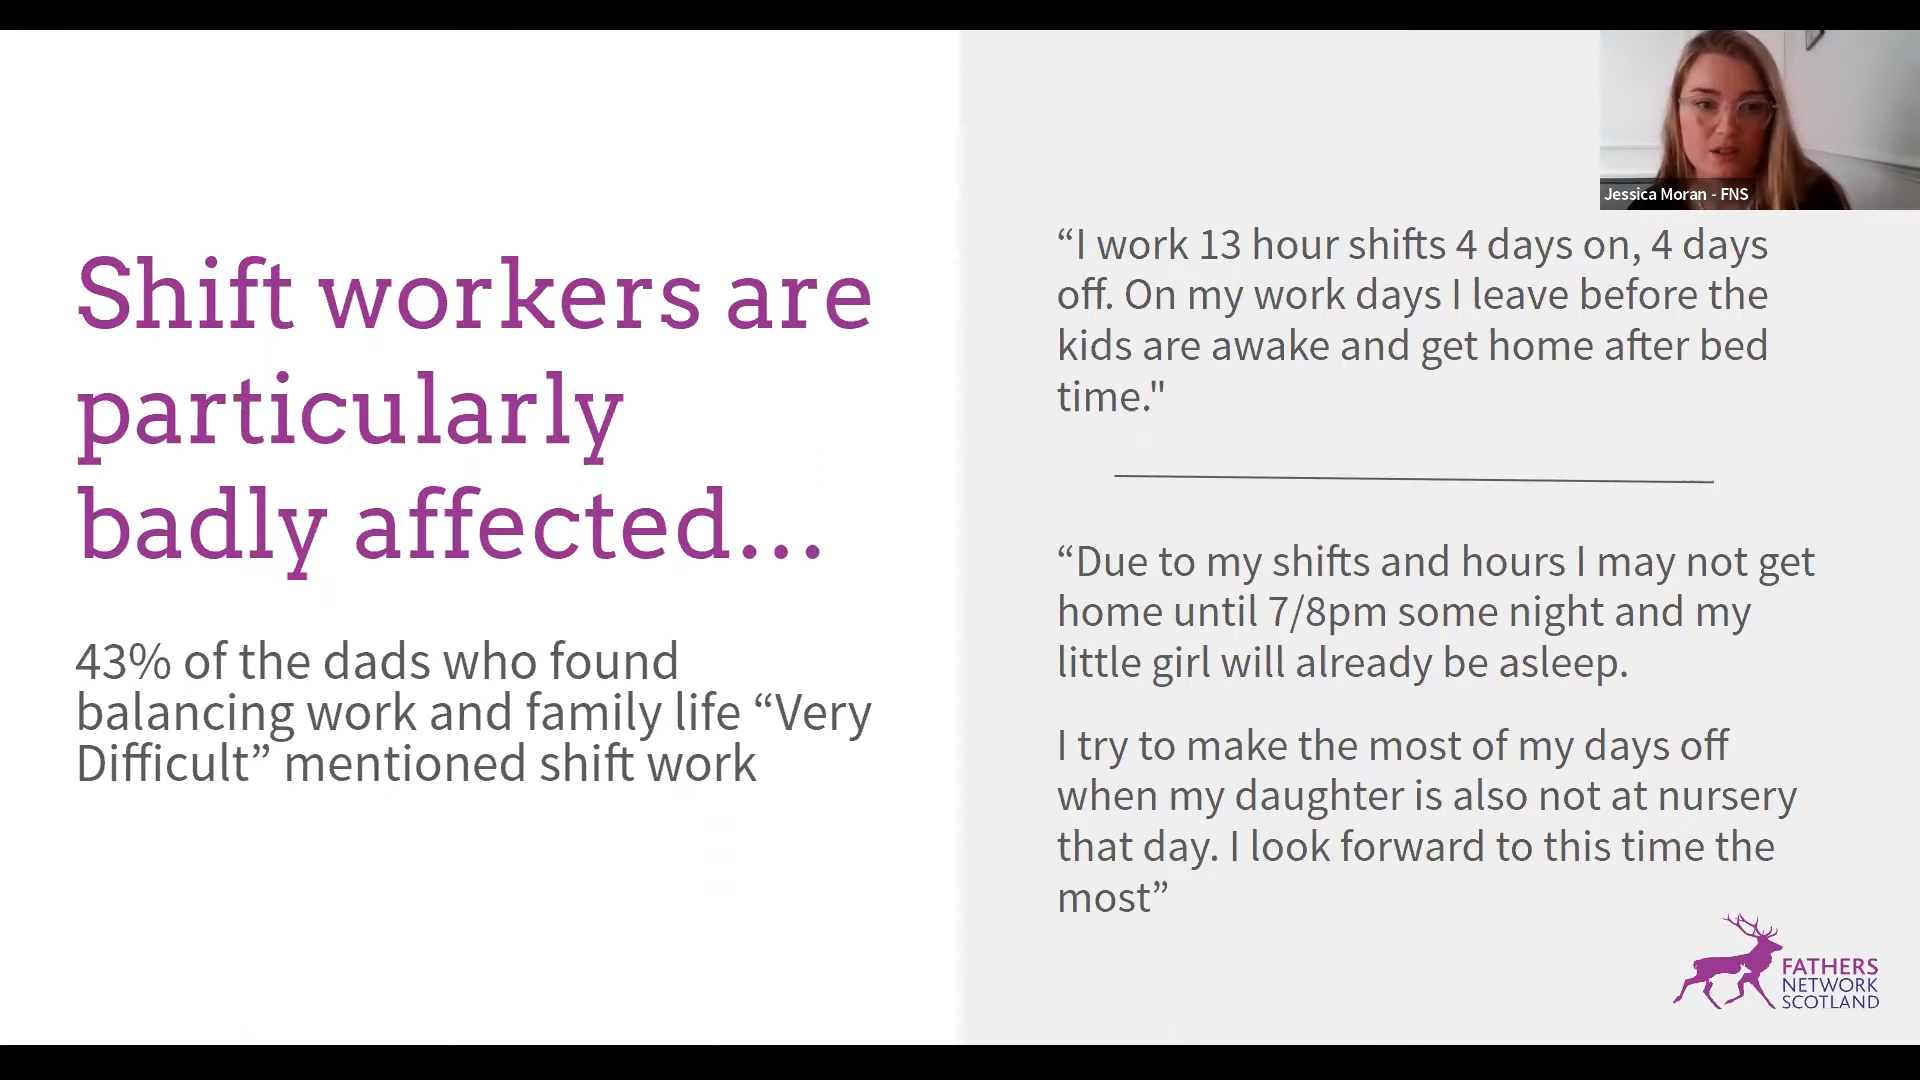 Shift workers are
particularly
badly affected...
43% of the dads who found
balancing work and family life “Very
Difficult” mentioned shift work
Jessica Moran - FNS
“I work 13 hour shifts 4 days on, 4 days
off. On my work days I leave before the
kids are awake and get home after bed
time."
“Due to my shifts and hours I may not get
home until 7/8pm some night and my
little girl will already be asleep.
I try to make the most of my days off
when my daughter is also not at nursery
that day. I look forward to this time the
most”
FATHERS
NETWORK
SCOTLAND